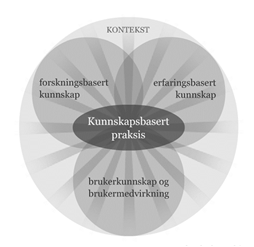 KONTEKST
forskningsbasert
kunnskap
erfaringsbasert
kunnskap
Kunnskapsbasert
praksis
brukerkunnskap og
brukermedvirkning